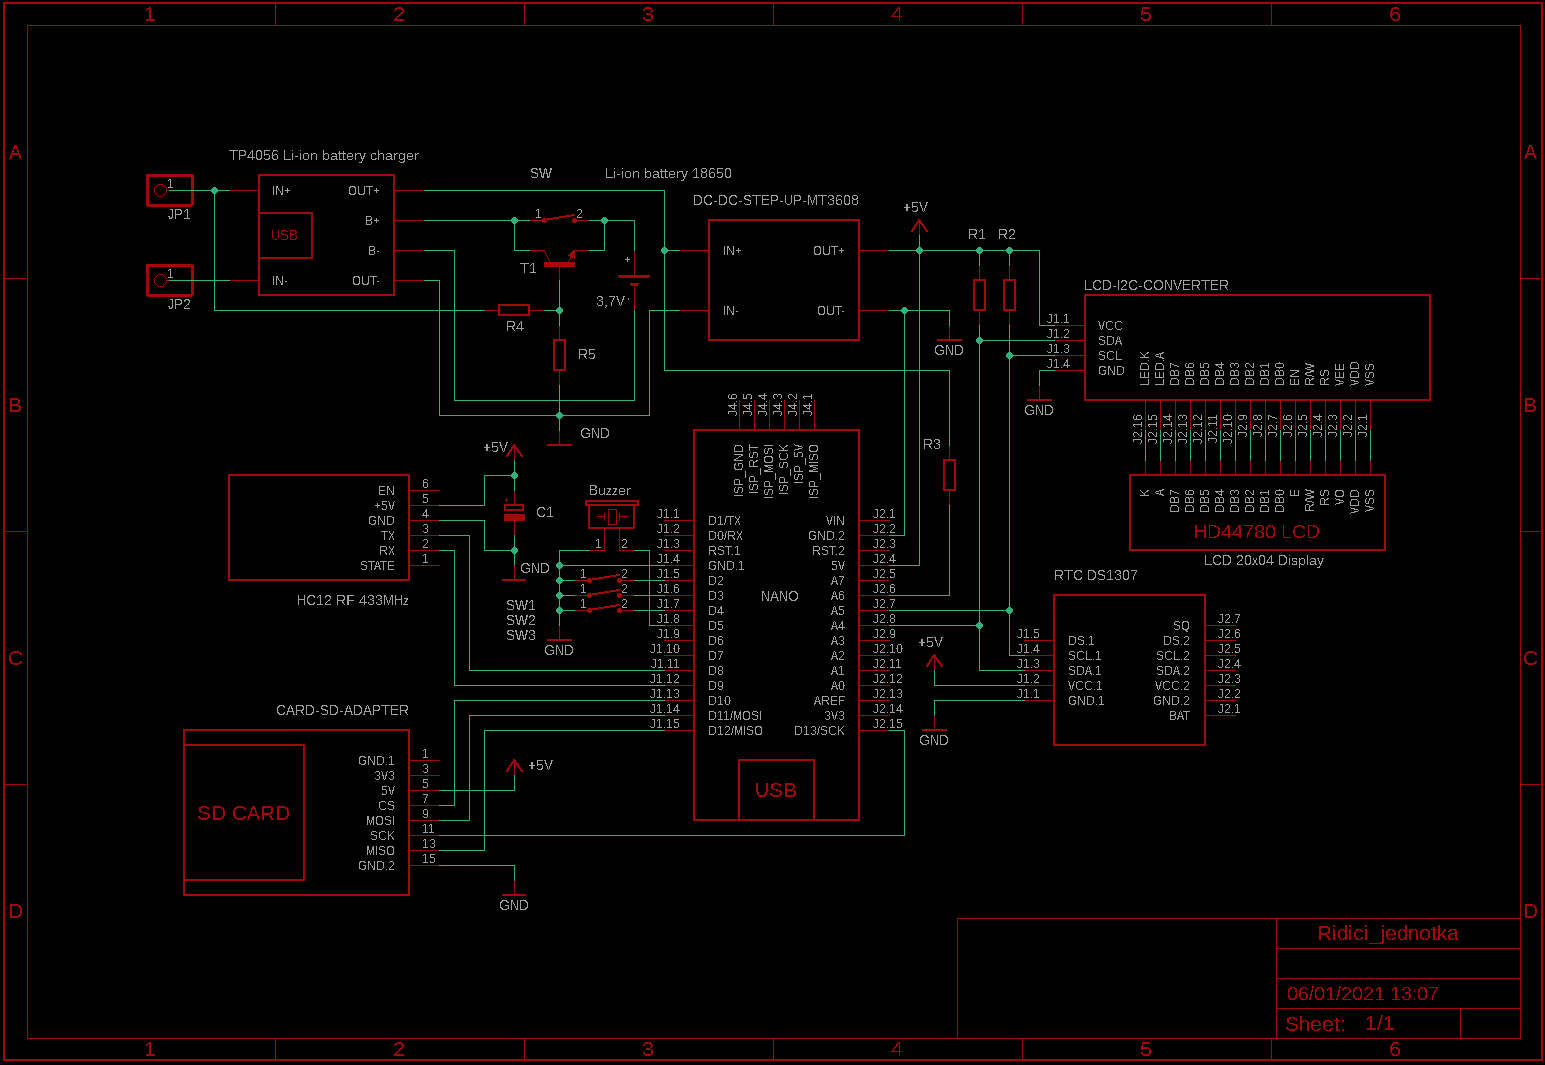 1 2 3 4 5 6
A A
B B
C C
D D
TP4056 Li-ion battery charger
JP1
1
JP2
1
IN+
OUT+
USB
B+
B-
IN-
OUT-
SW
1 2
T1
R4
R5
Li-ion battery 18650
+
3,7V
GND
DC-DC-STEP-UP-MT3608
IN+
OUT+
IN-
OUT-
+5V
GND
R1 R2
R3
LCD-I2C-CONVERTER
J1.1 VCC
J1.2 SDA
J1.3 SCL
J1.4 GND
GND
LED.K LED.A DB7 DB6 DB5 DB4 DB3 DB2 DB1 DB0 EN R/W RS VEE VDD VSS
J2.16 J2.15 J2.14 J2.13 J2.12 J2.11 J2.10 J2.9 J2.8 J2.7 J2.6 J2.5 J2.4 J2.3 J2.2 J2.1
K A DB7 DB6 DB5 DB4 DB3 DB2 DB1 DB0 E R/W RS VO VDD VSS
HD44780 LCD
LCD 20x04 Display
EN 6
+5V 5
GND 4
TX 3
RX 2
STATE 1
HC12 RF 433MHz
+5V
C1
GND
Buzzer
1 2
1 2
1 2
1 2
SW1
SW2
SW3
GND
J4.6 J4.5 J4.4 J4.3 J4.2 J4.1
ISP_GND ISP_RST ISP_MOSI ISP_SCK ISP_5V ISP_MISO
J1.1 D1/TX
J1.2 D0/RX
J1.3 RST.1
J1.4 GND.1
J1.5 D2
J1.6 D3
J1.7 D4
J1.8 D5
J1.9 D6
J1.10 D7
J1.11 D8
J1.12 D9
J1.13 D10
J1.14 D11/MOSI
J1.15 D12/MISO
NANO
USB
VIN J2.1
GND.2 J2.2
RST.2 J2.3
5V J2.4
A7 J2.5
A6 J2.6
A5 J2.7
A4 J2.8
A3 J2.9
A2 J2.10
A1 J2.11
A0 J2.12
AREF J2.13
3V3 J2.14
D13/SCK J2.15
RTC DS1307
+5V
GND
J1.5 DS.1
J1.4 SCL.1
J1.3 SDA.1
J1.2 VCC.1
J1.1 GND.1
SQ J2.7
DS.2 J2.6
SCL.2 J2.5
SDA.2 J2.4
VCC.2 J2.3
GND.2 J2.2
BAT J2.1
CARD-SD-ADAPTER
SD CARD
GND.1 1
3V3 3
5V 5
CS 7
MOSI 9
SCK 11
MISO 13
GND.2 15
+5V
GND
Ridici_jednotka
06/01/2021 13:07
Sheet: 1/1
1 2 3 4 5 6